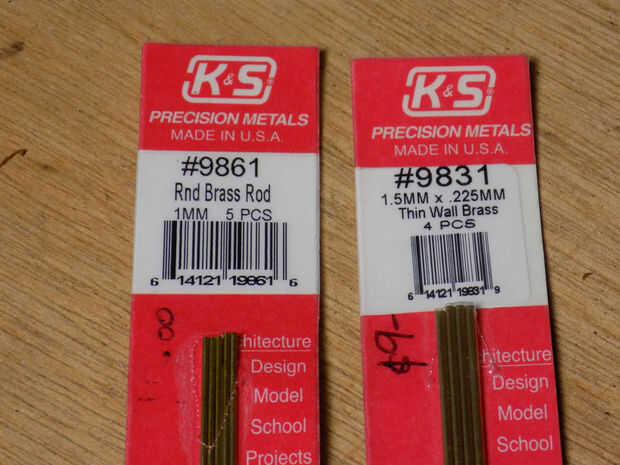 K&S®
PRECISION METALS
MADE IN U.S.A.
#9861
Rnd Brass Rod
1MM 5 PCS
6 14121 19861 6
hitecture
Design
Model
School
Projects
K&S®
PRECISION METALS
MADE IN U.S.A.
#9831
1.5MM x .225MM
Thin Wall Brass
4 PCS
6 14121 19831 9
hitecture
Design
Model
School